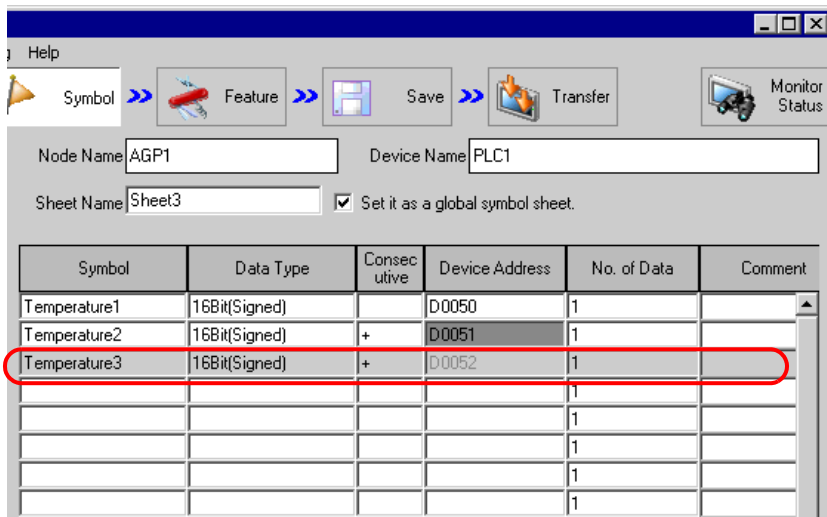 g Help
Symbol >> Feature >> Save >> Transfer Monitor Status
Node Name AGP1 Device Name PLC1
Sheet Name Sheet3 Set it as a global symbol sheet.
Symbol Data Type Consecutive Device Address No. of Data Comment
Temperature1 16Bit(Signed) D0050 1
Temperature2 16Bit(Signed) + D0051 1
Temperature3 16Bit(Signed) + D0052 1
1
1
1
1
1